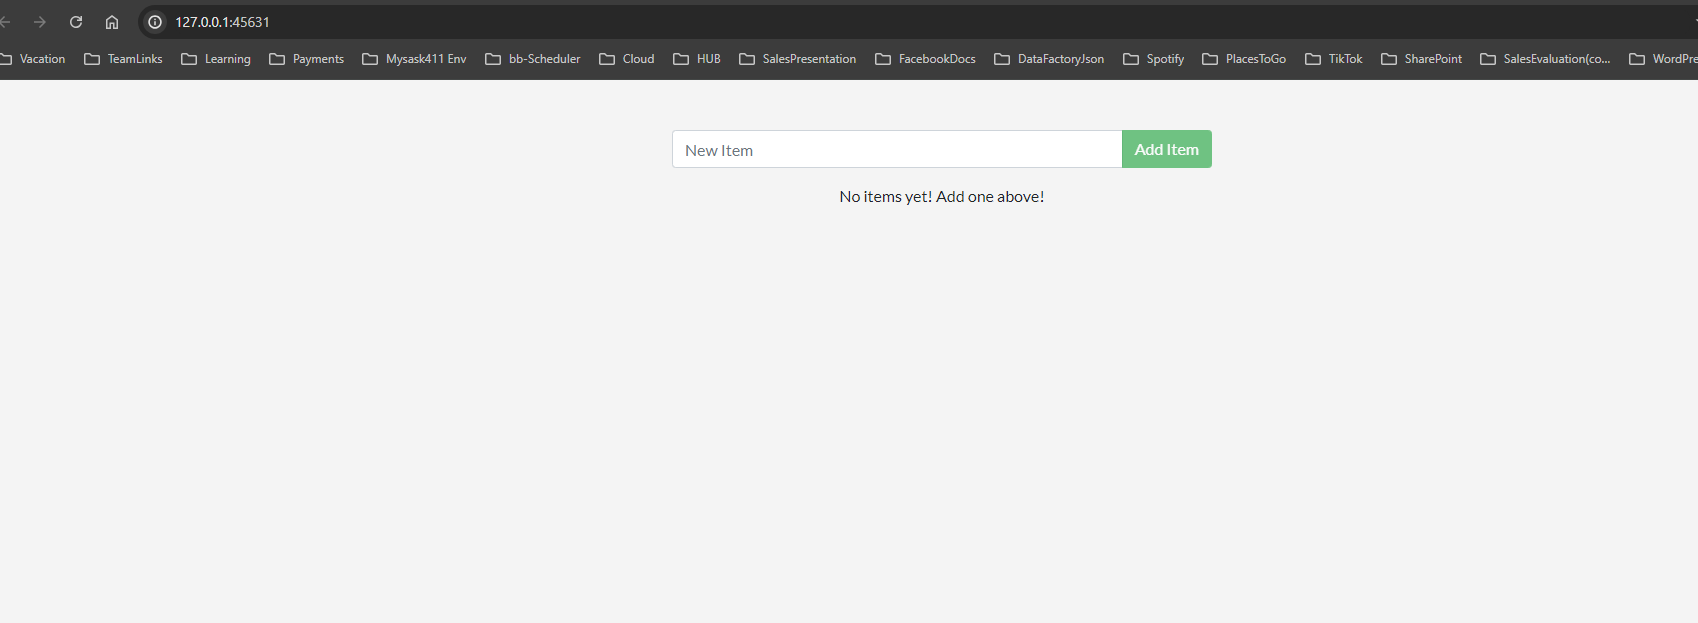 127.0.0.1:45631
Vacation TeamLinks Learning Payments Mysask411 Env bb-Scheduler Cloud HUB SalesPresentation FacebookDocs DataFactoryJson Spotify PlacesToGo TikTok SharePoint SalesEvaluation(co... WordPre
New Item Add Item
No items yet! Add one above!